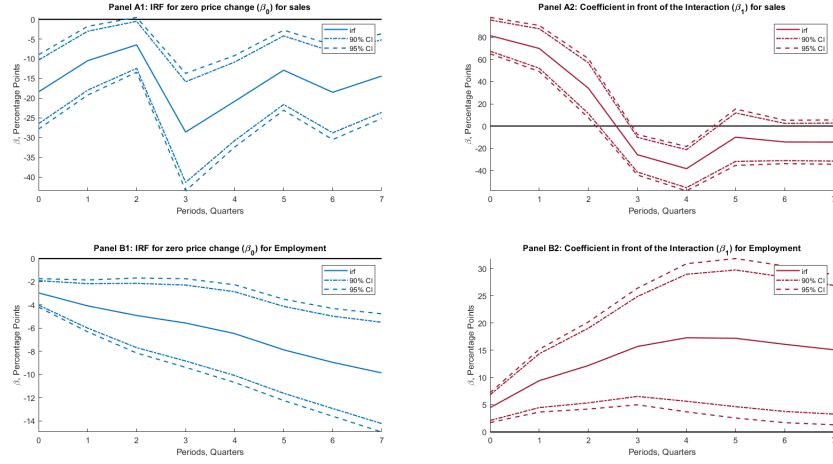 Panel A1: IRF for zero price change (β0) for sales
0
-5
-10
-15
-20
-25
-30
-35
-40
β, Percentage Points
0 1 2 3 4 5 6 7
Periods, Quarters
irf
90% CI
95% CI
Panel A2: Coefficient in front of the Interaction (β1) for sales
80
60
40
20
0
-20
-40
β, Percentage Points
0 1 2 3 4 5 6 7
Periods, Quarters
irf
90% CI
95% CI
Panel B1: IRF for zero price change (β0) for Employment
0
-2
-4
-6
-8
-10
-12
-14
β, Percentage Points
0 1 2 3 4 5 6 7
Periods, Quarters
irf
90% CI
95% CI
Panel B2: Coefficient in front of the Interaction (β1) for Employment
30
25
20
15
10
5
0
β, Percentage Points
0 1 2 3 4 5 6 7
Periods, Quarters
irf
90% CI
95% CI